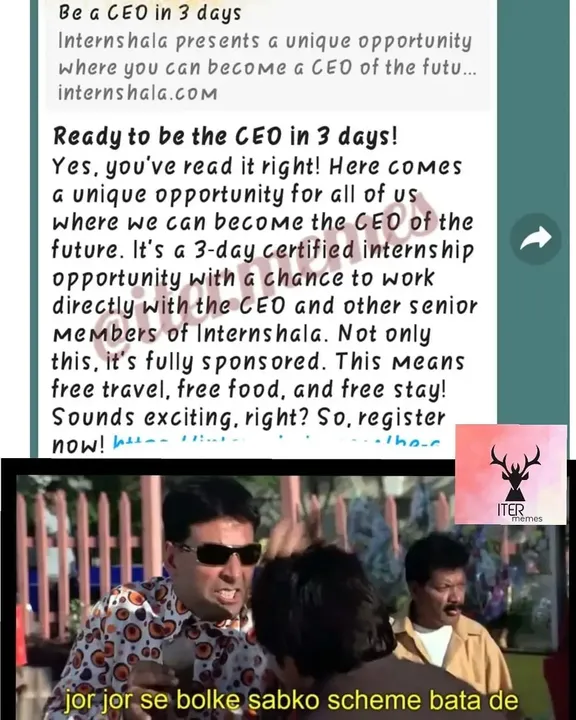 Be a CEO in 3 days
Internshala presents a unique opportunity
where you can become a CEO of the futu...
internshala.com
Ready to be the CEO in 3 days!
Yes, you've read it right! Here comes
a unique opportunity for all of us
where we can become the CEO of the
future. It's a 3-day certified internship
opportunity with a chance to work
directly with the CEO and other senior
members of Internshala. Not only
this, it's fully sponsored. This means
free travel, free food, and free stay!
Sounds exciting, right? So, register
now!
@iter.memes
ITER
memes
jor jor se bolke sabko scheme bata de